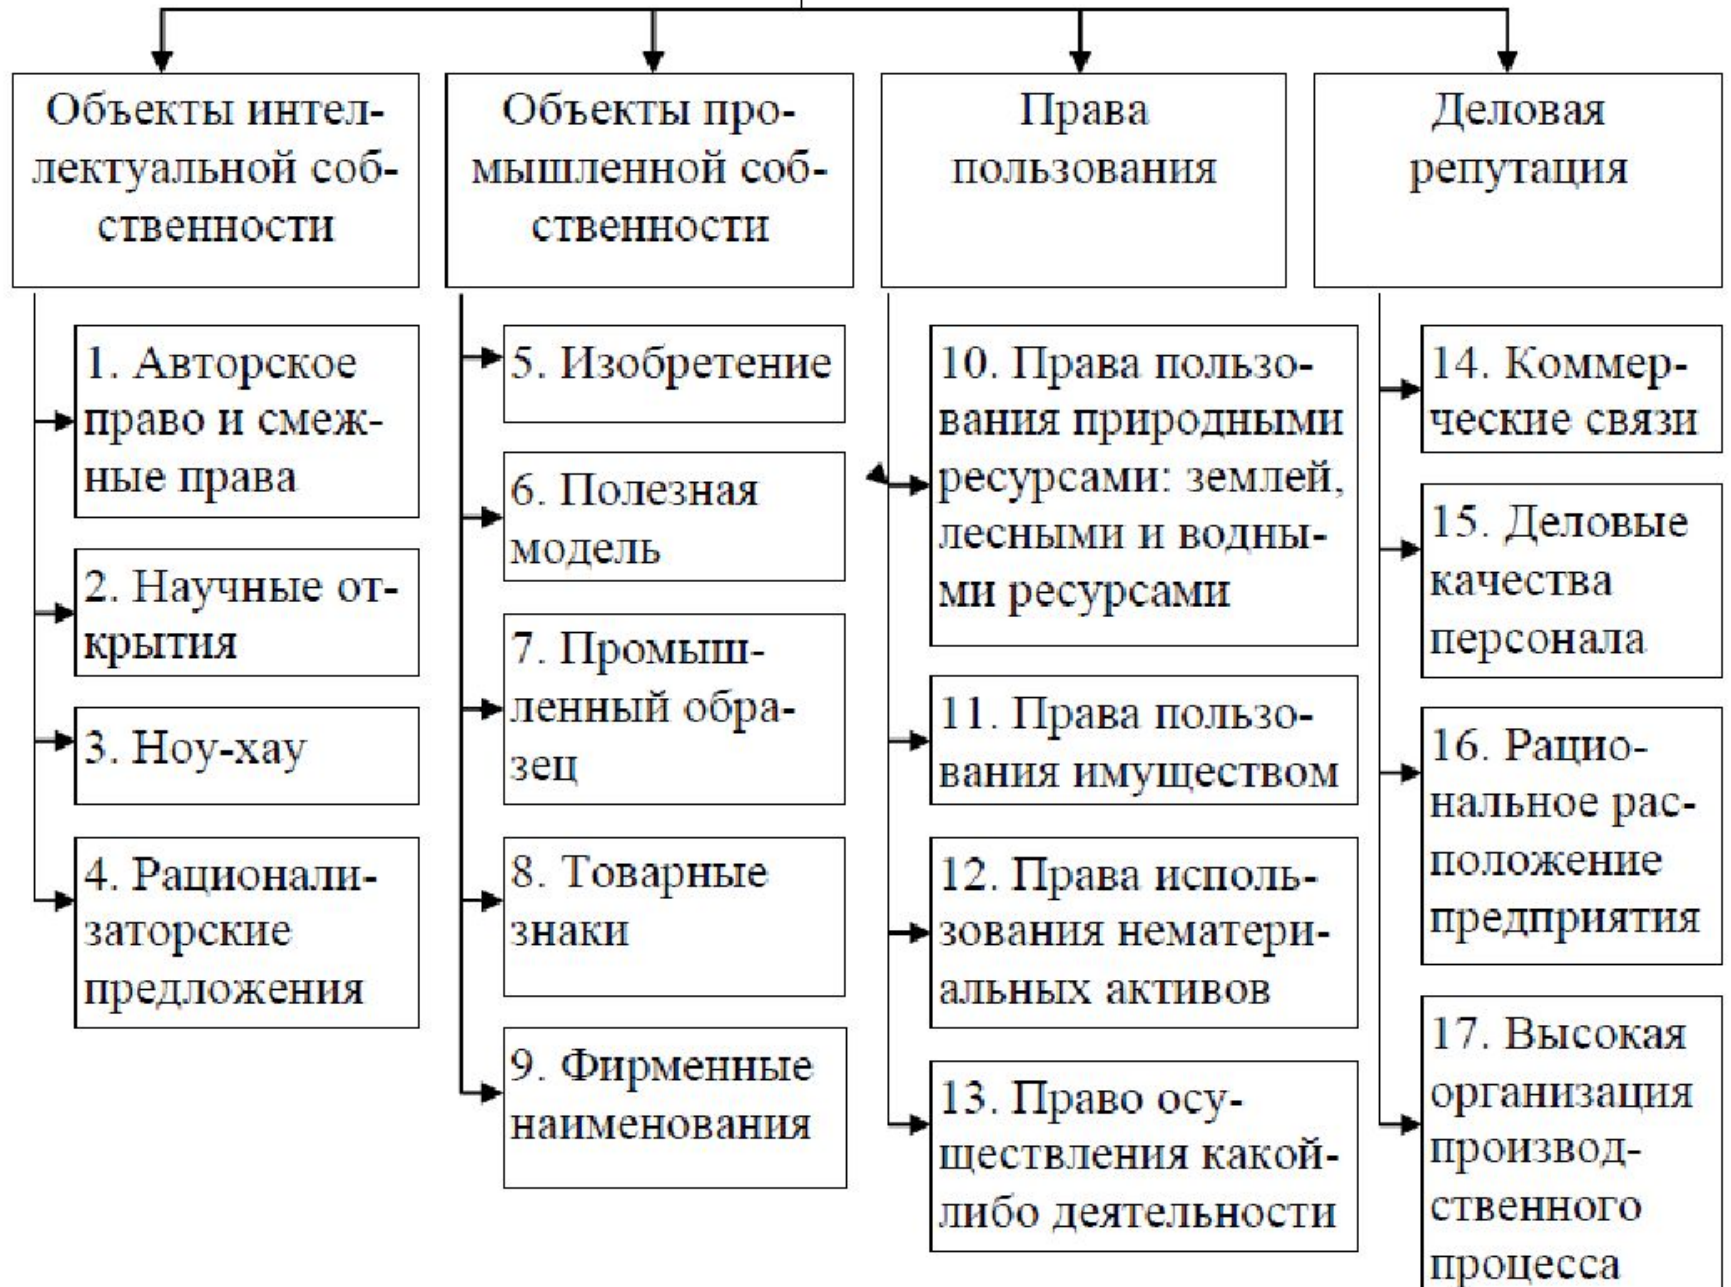 Объекты интел-
лектуальной соб-
ственности
Объекты про-
мышленной соб-
ственности
Права
пользования
Деловая
репутация
1. Авторское
право и смеж-
ные права
2. Научные от-
крытия
3. Ноу-хау
4. Рационали-
заторские
предложения
5. Изобретение
6. Полезная
модель
7. Промыш-
ленный обра-
зец
8. Товарные
знаки
9. Фирменные
наименования
10. Права пользо-
вания природными
ресурсами: землей,
лесными и водны-
ми ресурсами
11. Права пользо-
вания имуществом
12. Права исполь-
зования нематери-
альных активов
13. Право осу-
ществления какой-
либо деятельности
14. Коммер-
ческие связи
15. Деловые
качества
персонала
16. Рацио-
нальное рас-
положение
предприятия
17. Высокая
организация
производ-
ственного
процесса